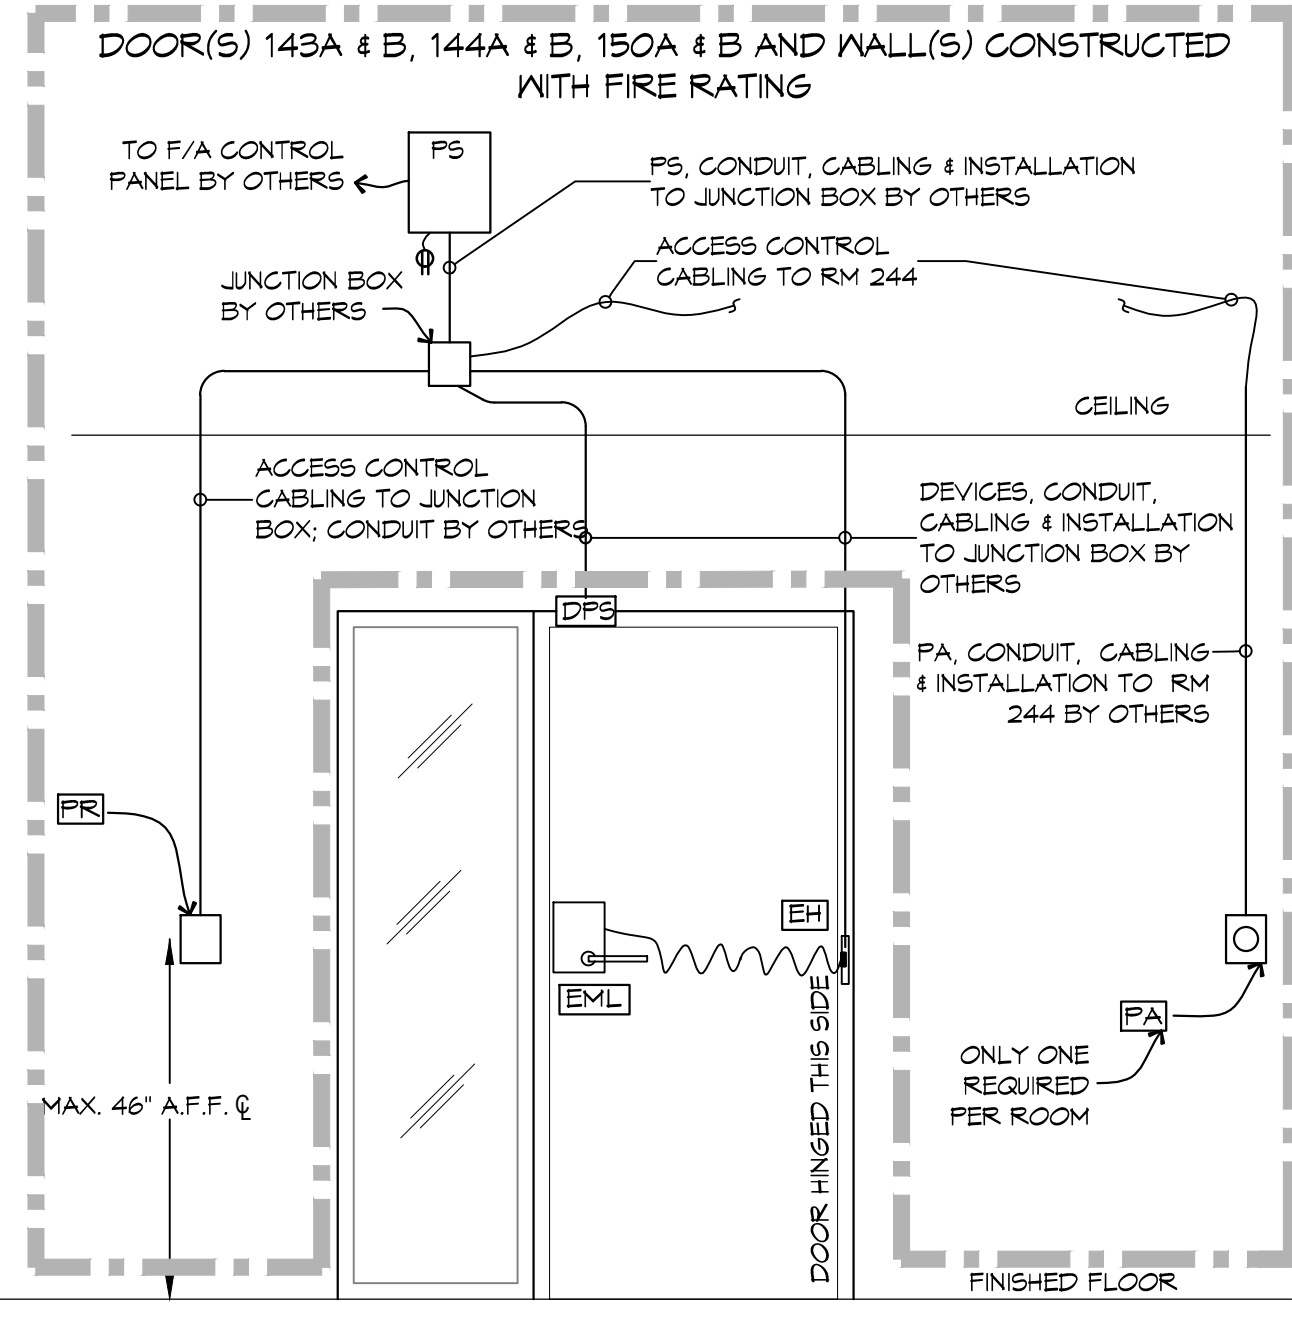 DOOR(S) 143A & B, 144A & B, 150A & B AND WALL(S) CONSTRUCTED
WITH FIRE RATING
TO F/A CONTROL
PANEL BY OTHERS
PS
PS, CONDUIT, CABLING & INSTALLATION
TO JUNCTION BOX BY OTHERS
ACCESS CONTROL
CABLING TO RM 244
JUNCTION BOX
BY OTHERS
CEILING
ACCESS CONTROL
CABLING TO JUNCTION
BOX; CONDUIT BY OTHERS
DEVICES, CONDUIT,
CABLING & INSTALLATION
TO JUNCTION BOX BY
OTHERS
DPS
PA, CONDUIT, CABLING
& INSTALLATION TO RM
244 BY OTHERS
PR
EH
EML
DOOR HINGED THIS SIDE
PA
ONLY ONE
REQUIRED
PER ROOM
MAX. 46" A.F.F. ℄
FINISHED FLOOR